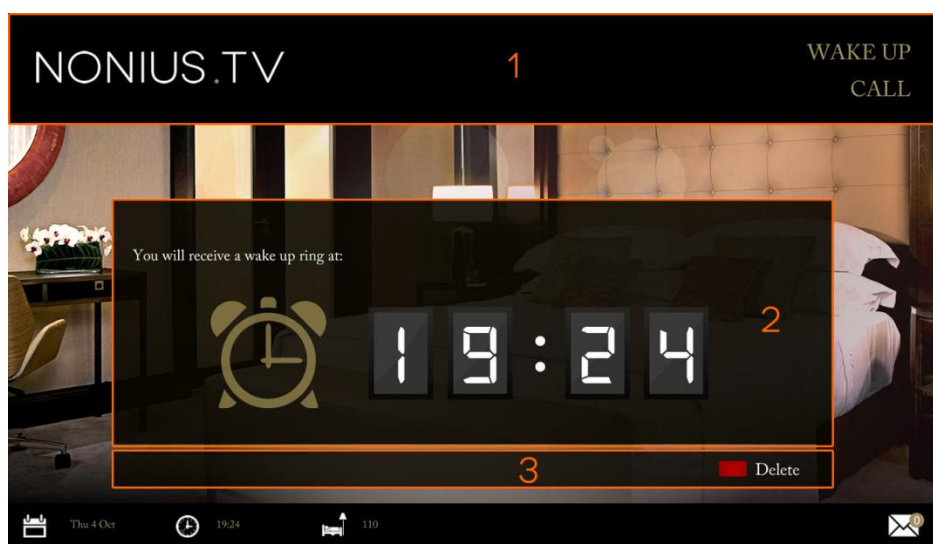 NONIUS.TV
1
WAKE UP
CALL
You will receive a wake up ring at:
19:24
2
3
Delete
Thu 4 Oct
19:24
110
0